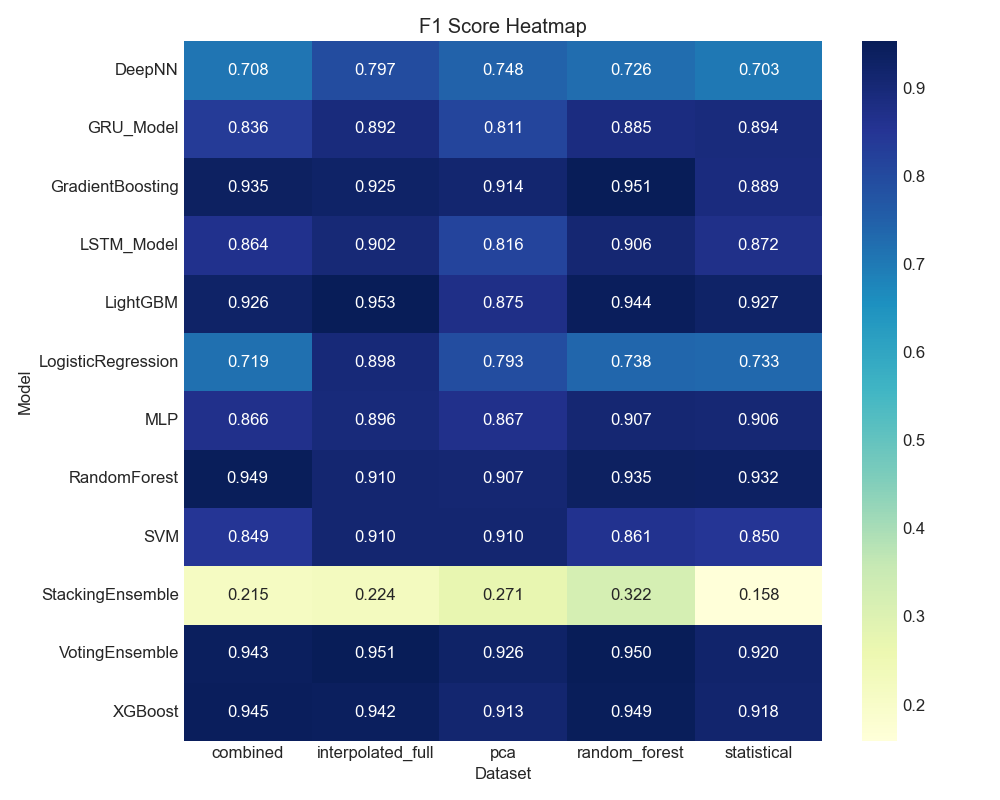 F1 Score Heatmap
DeepNN 0.708 0.797 0.748 0.726 0.703
GRU_Model 0.836 0.892 0.811 0.885 0.894
GradientBoosting 0.935 0.925 0.914 0.951 0.889
LSTM_Model 0.864 0.902 0.816 0.906 0.872
LightGBM 0.926 0.953 0.875 0.944 0.927
LogisticRegression 0.719 0.898 0.793 0.738 0.733
MLP 0.866 0.896 0.867 0.907 0.906
RandomForest 0.949 0.910 0.907 0.935 0.932
SVM 0.849 0.910 0.910 0.861 0.850
StackingEnsemble 0.215 0.224 0.271 0.322 0.158
VotingEnsemble 0.943 0.951 0.926 0.950 0.920
XGBoost 0.945 0.942 0.913 0.949 0.918
combined interpolated_full pca random_forest statistical
Dataset
Model
0.9
0.8
0.7
0.6
0.5
0.4
0.3
0.2